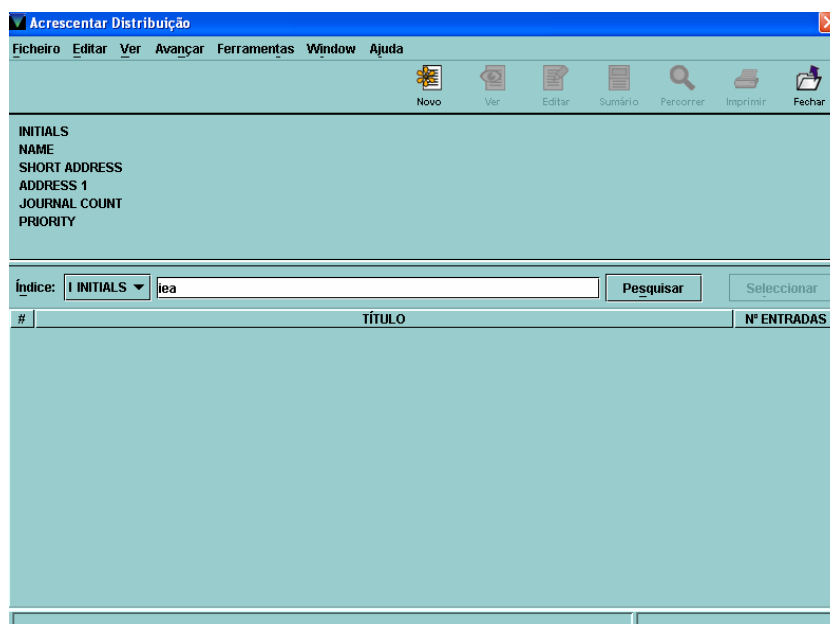 Acrescentar Distribuição
Ficheiro Editar Ver Avançar Ferramentas Window Ajuda
Novo Ver Editar Sumário Percorrer Imprimir Fechar
INITIALS
NAME
SHORT ADDRESS
ADDRESS 1
JOURNAL COUNT
PRIORITY
Índice: I INITIALS iea Pesquisar Seleccionar
# TÍTULO Nº ENTRADAS